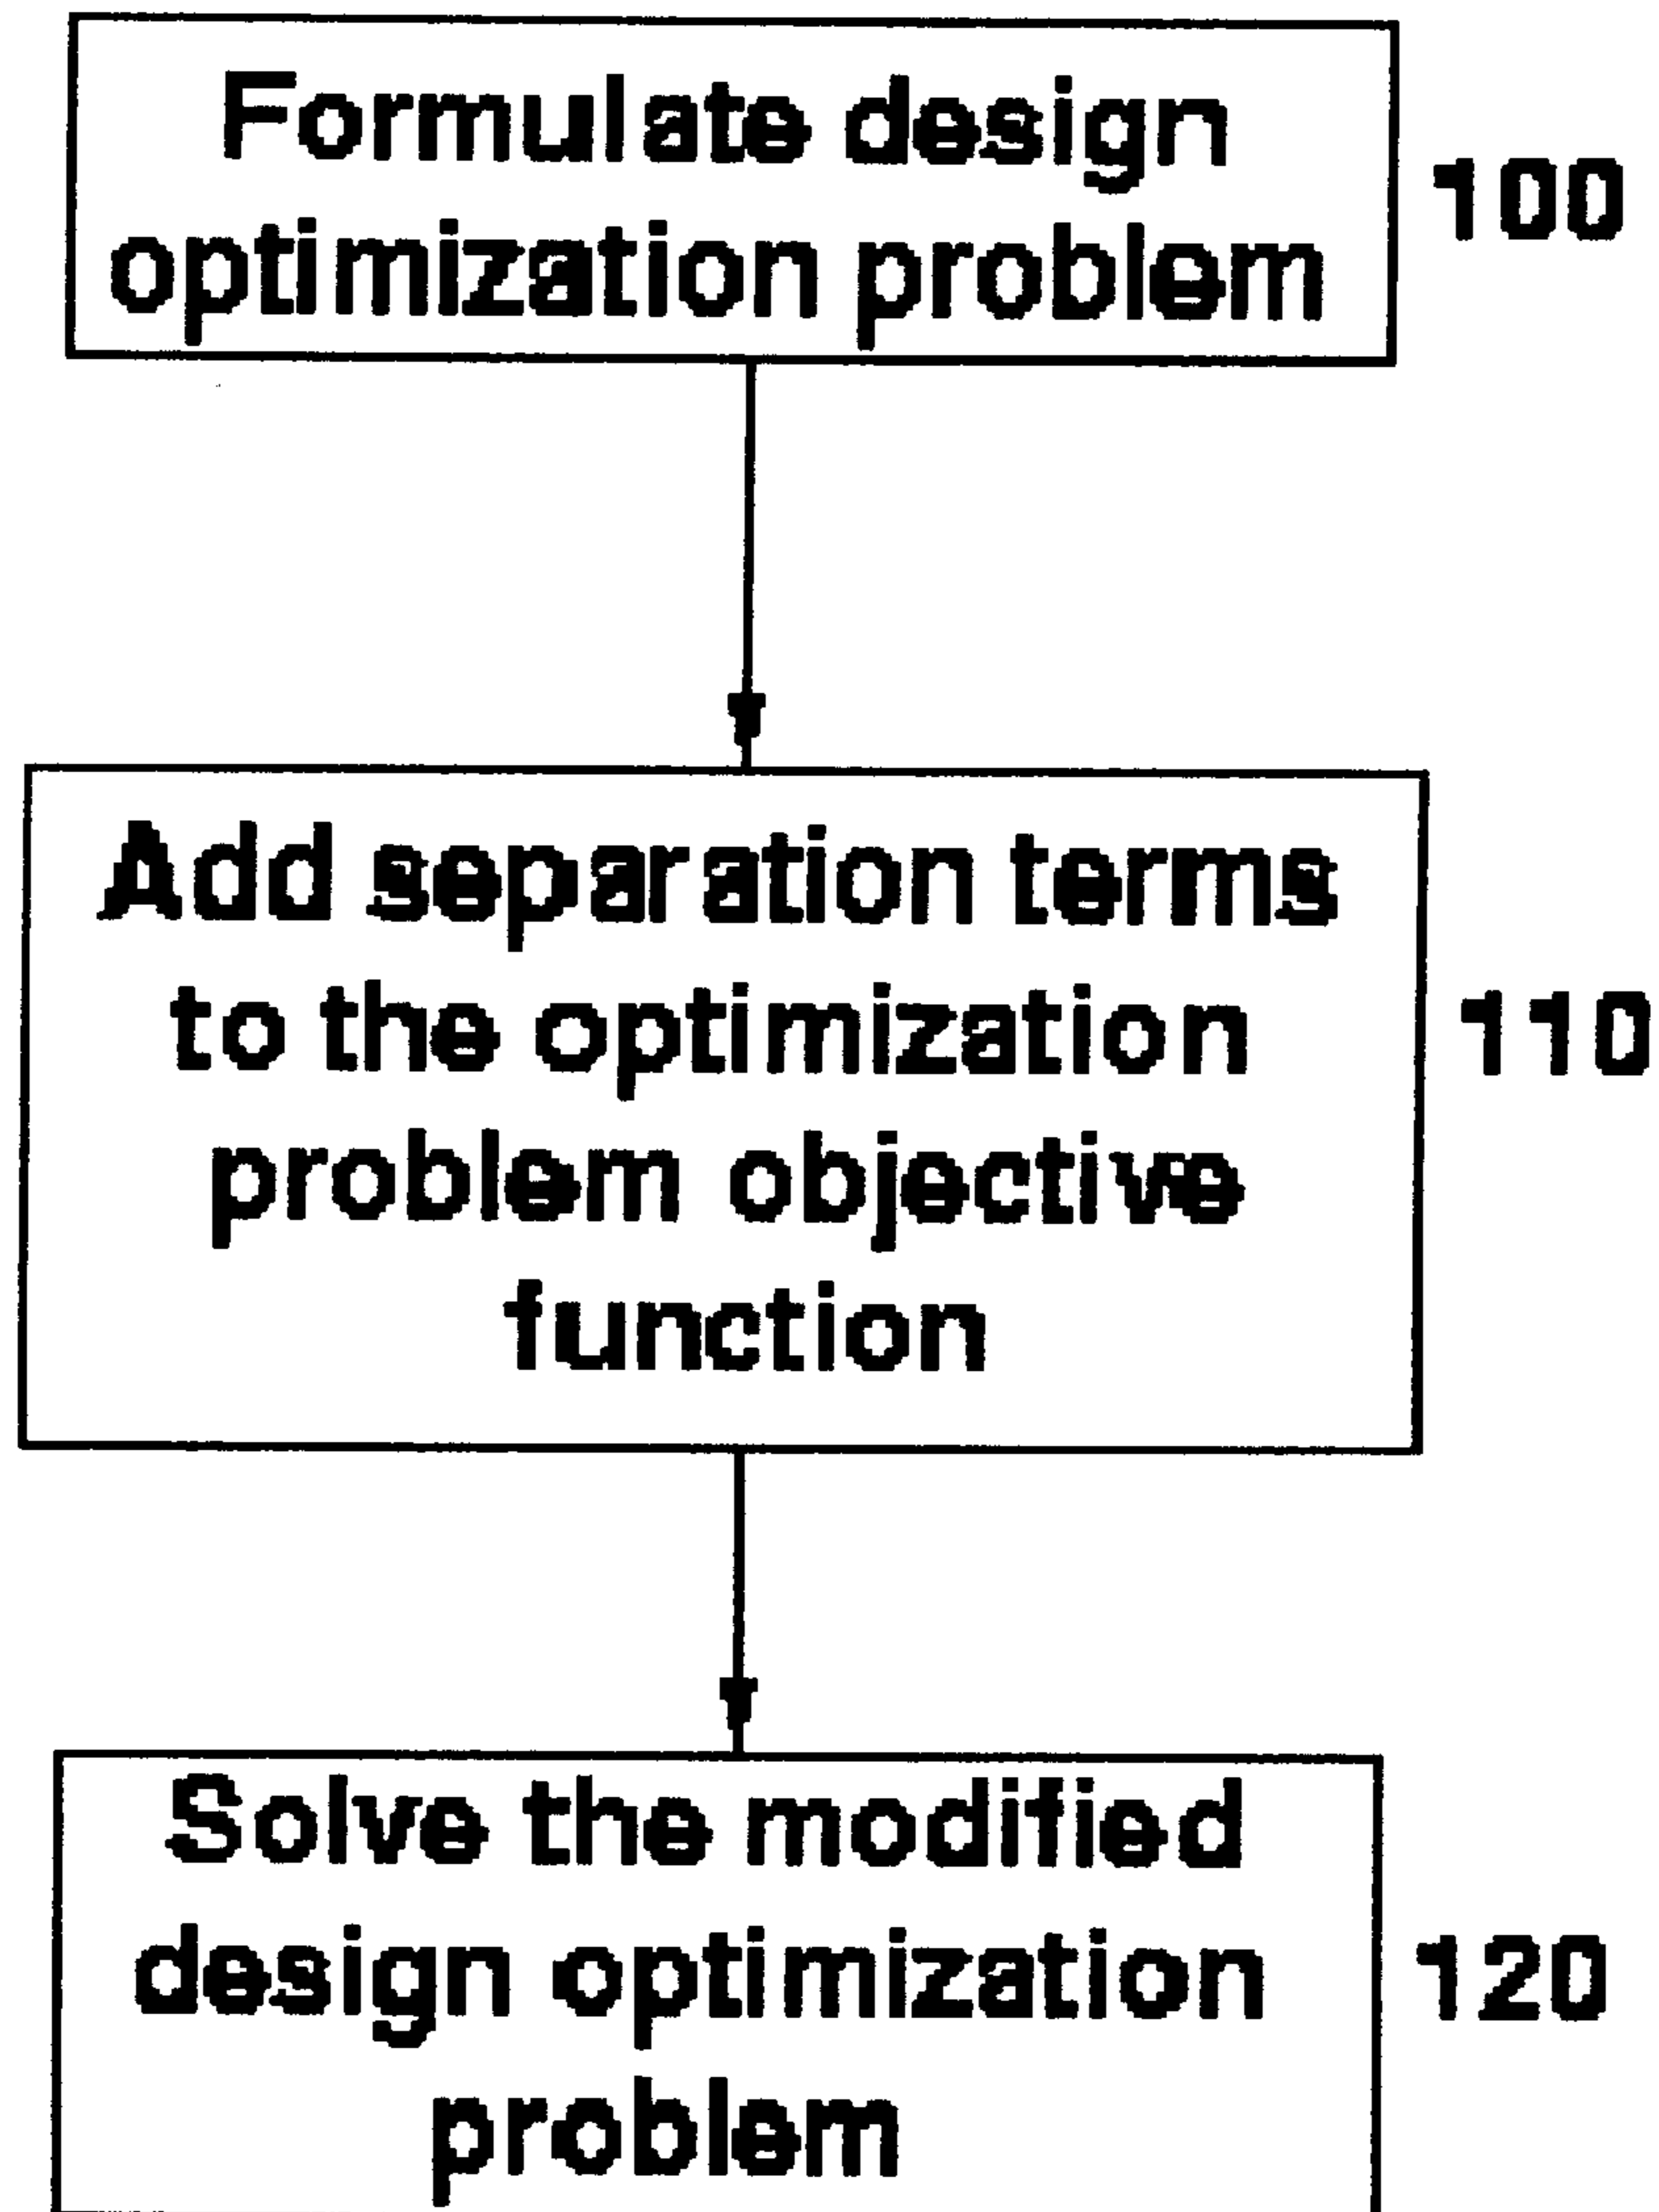 Formulate design
optimization problem
100
Add separation terms
to the optimization
problem objective
function
110
Solve the modified
design optimization
problem
120